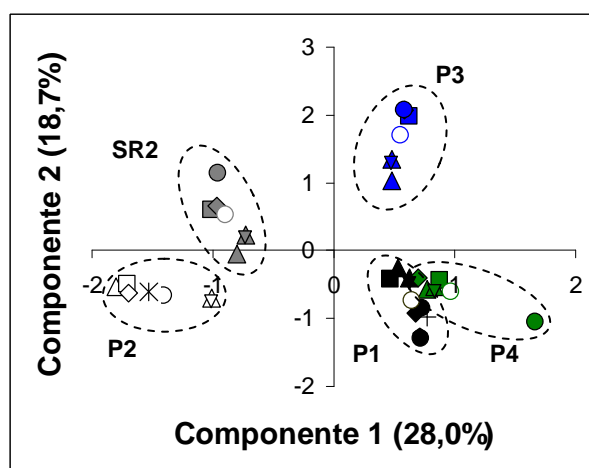 Componente 2 (18,7%)
3
2
1
0
-1
-2
-2
-1
0
1
2
P3
SR2
P2
P1
P4
Componente 1 (28,0%)